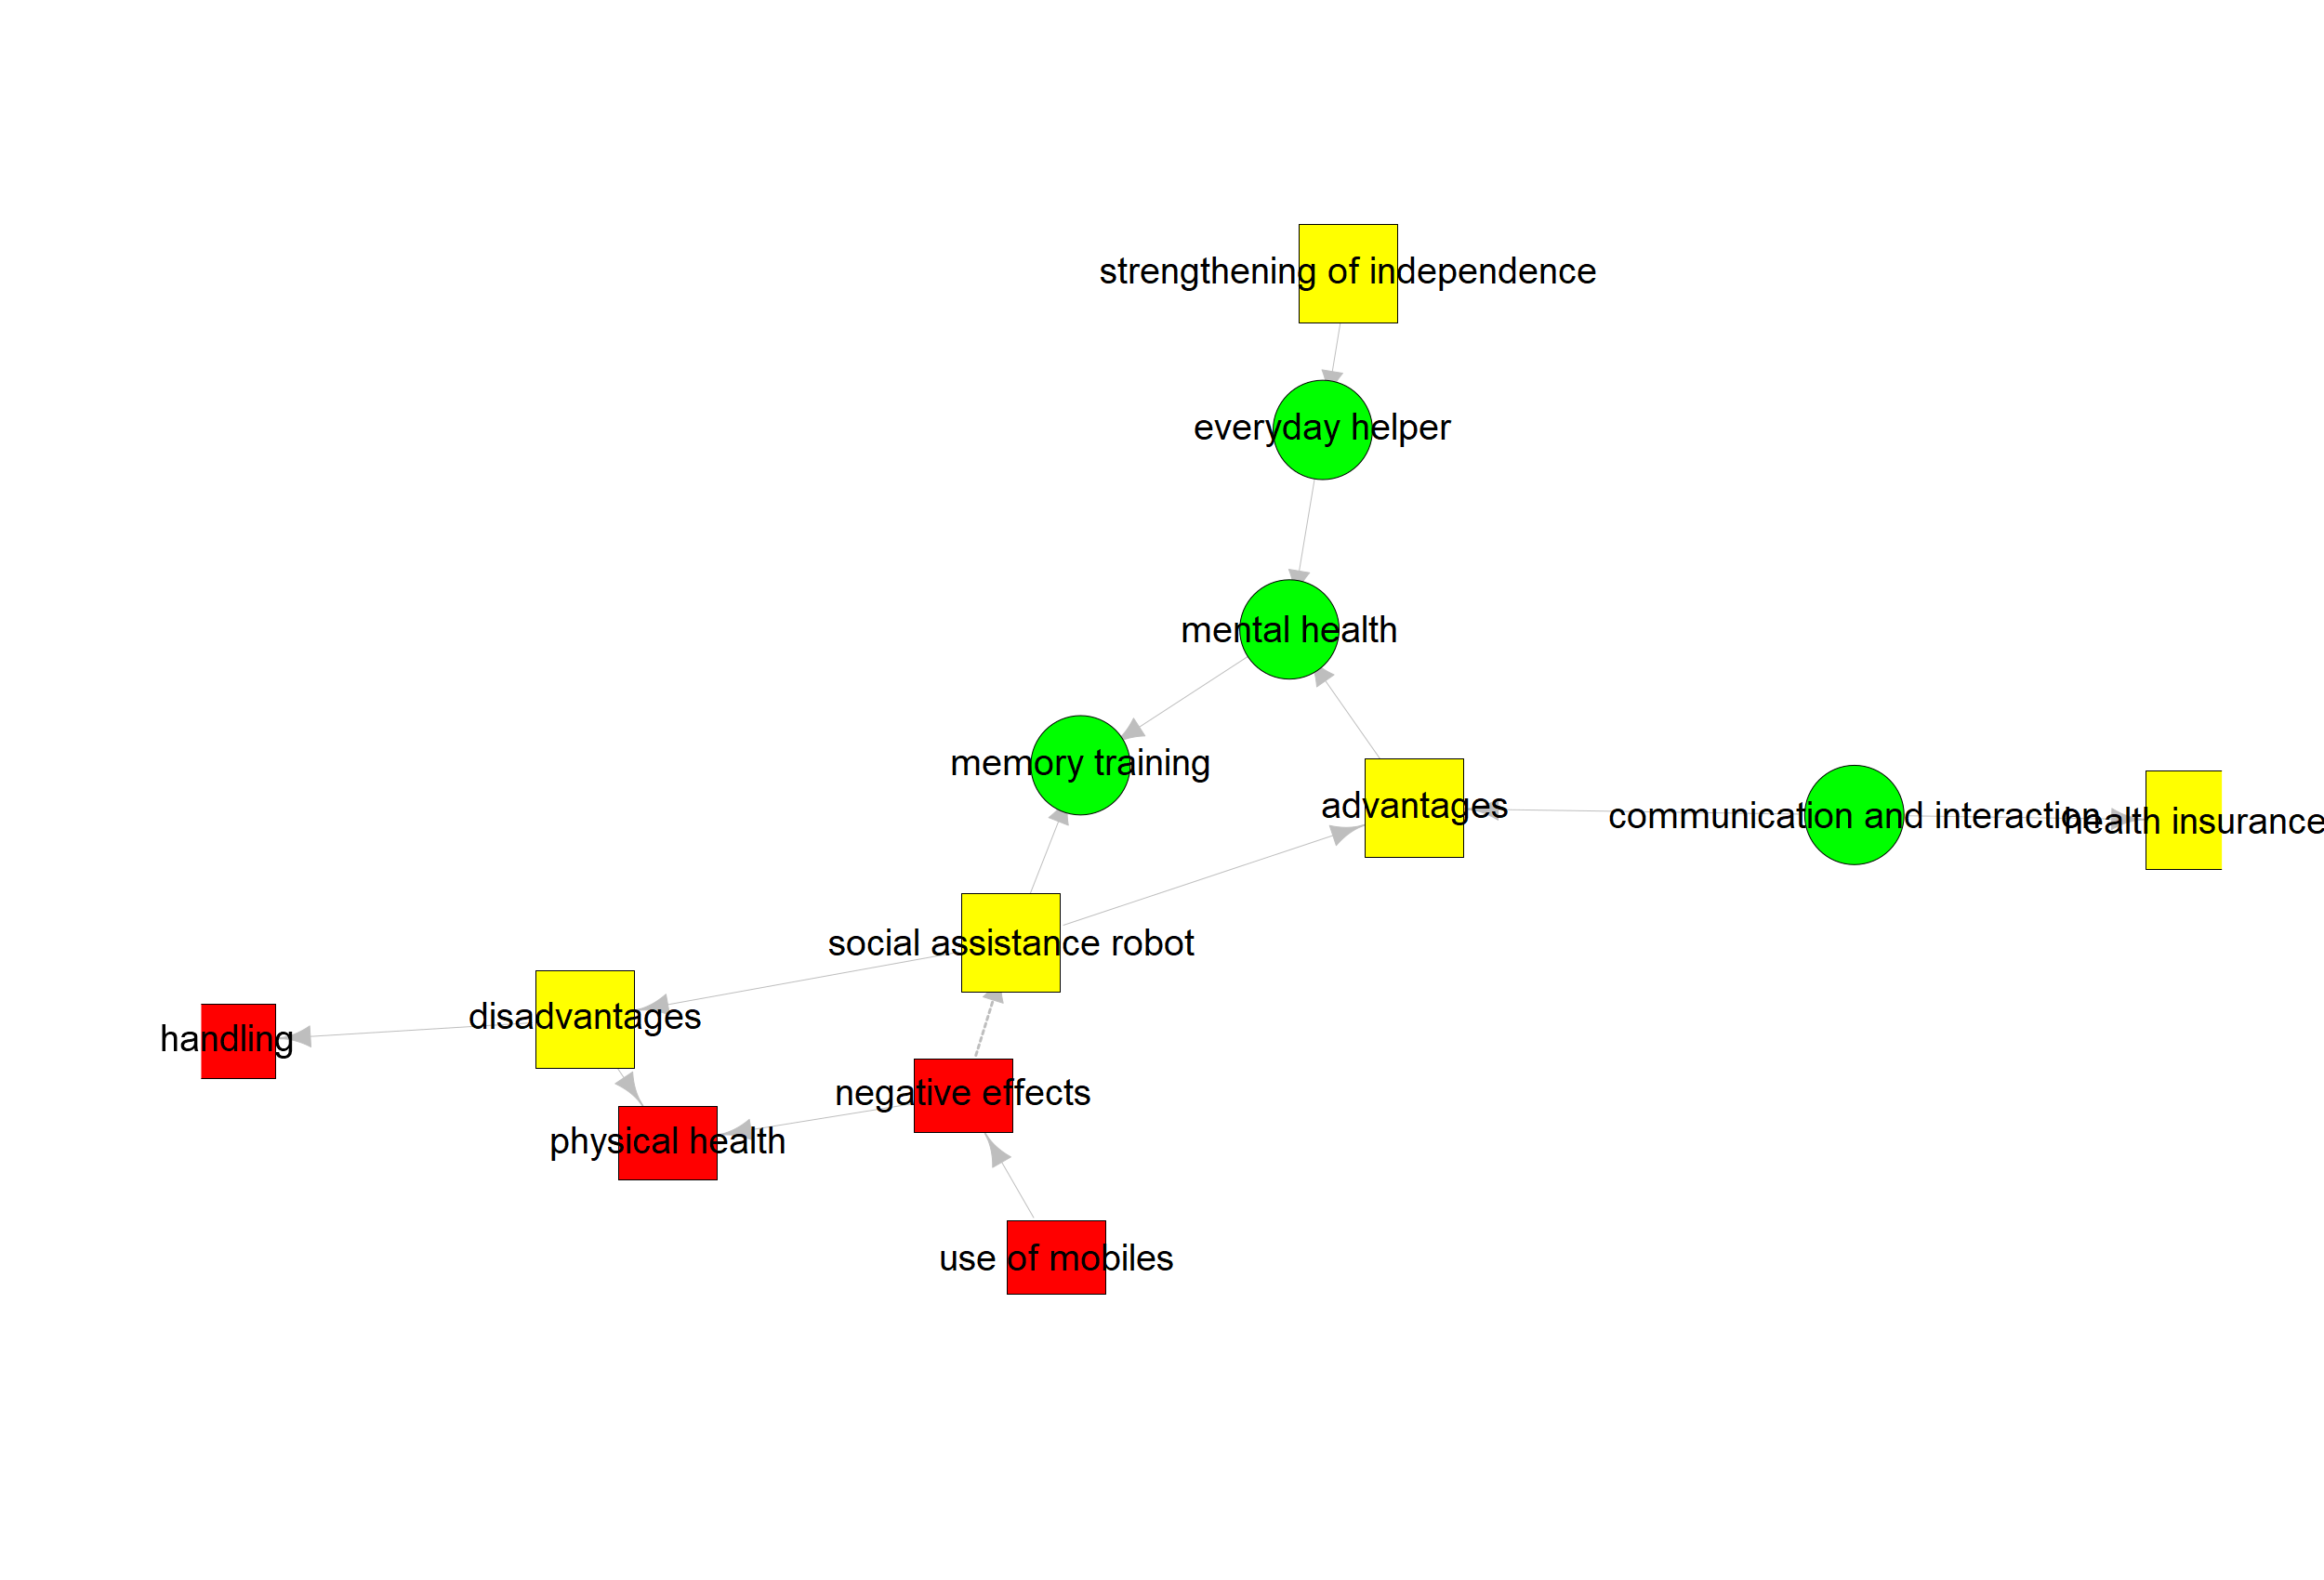 strengthening of independence
everyday helper
mental health
memory training
advantages
communication and interaction
health insurance
social assistance robot
disadvantages
handling
negative effects
physical health
use of mobiles